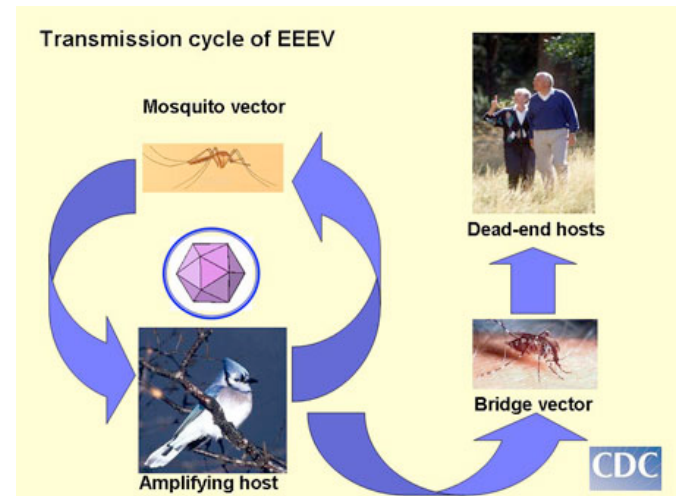 Transmission cycle of EEEV
Mosquito vector
Dead-end hosts
Bridge vector
Amplifying host
CDC